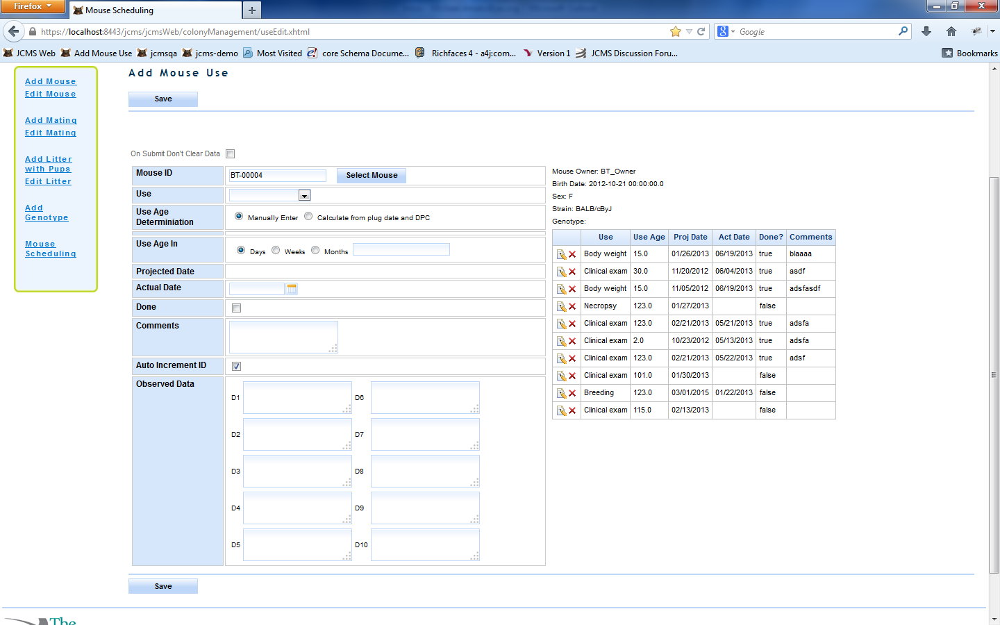 Firefox
Mouse Scheduling
https://localhost:8443/jcms/jcmsWeb/colonyManagement/useEdit.xhtml
Google
JCMS Web Add Mouse Use jcmsqa jcms-demo Most Visited core Schema Docume... Richfaces 4 - a4j:com... Version 1 JCMS Discussion Foru... Bookmarks
Add Mouse
Edit Mouse
Add Mating
Edit Mating
Add Litter
with Pups
Edit Litter
Add
Genotype
Mouse
Scheduling
Add Mouse Use
Save
On Submit Don't Clear Data
Mouse ID BT-00004 Select Mouse
Use
Use Age
Determiniation Manually Enter Calculate from plug date and DPC
Use Age In Days Weeks Months
Projected Date
Actual Date
Done
Comments
Auto Increment ID
Observed Data
D1 D6
D2 D7
D3 D8
D4 D9
D5 D10
Mouse Owner: BT_Owner
Birth Date: 2012-10-21 00:00:00.0
Sex: F
Strain: BALB/cByJ
Genotype:
Use Use Age Proj Date Act Date Done? Comments
Body weight 15.0 01/26/2013 06/19/2013 true blaaaa
Clinical exam 30.0 11/20/2012 06/04/2013 true asdf
Body weight 15.0 11/05/2012 06/19/2013 true adsfasdf
Necropsy 123.0 01/27/2013 false
Clinical exam 123.0 02/21/2013 05/21/2013 true adsfa
Clinical exam 2.0 10/23/2012 05/13/2013 true adsfa
Clinical exam 123.0 02/21/2013 05/22/2013 true adsf
Clinical exam 101.0 01/30/2013 false
Breeding 123.0 03/01/2015 01/22/2013 false
Clinical exam 115.0 02/13/2013 false
Save
The